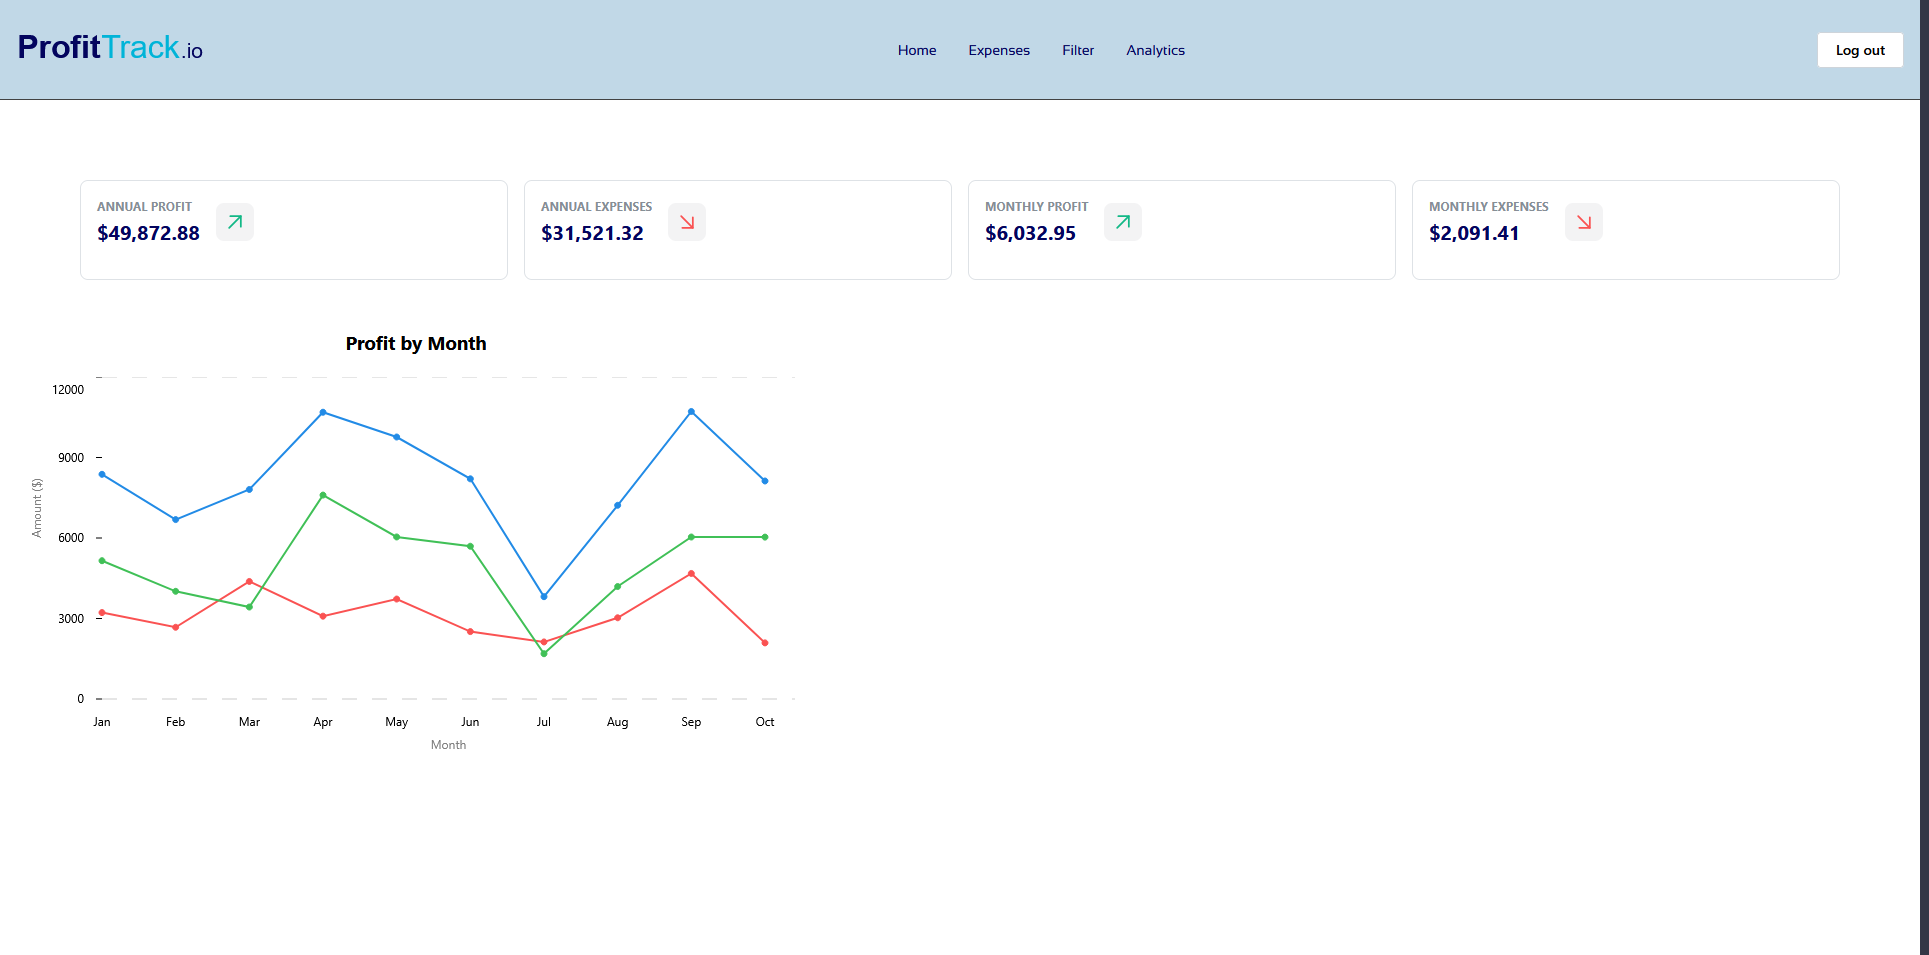 ProfitTrack.io
Home Expenses Filter Analytics
Log out
ANNUAL PROFIT
$49,872.88
ANNUAL EXPENSES
$31,521.32
MONTHLY PROFIT
$6,032.95
MONTHLY EXPENSES
$2,091.41
Profit by Month
12000
9000
6000
3000
0
Amount ($)
Jan Feb Mar Apr May Jun Jul Aug Sep Oct
Month